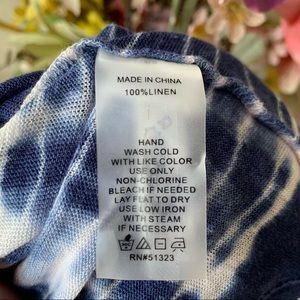 MADE IN CHINA
100%LINEN
HAND
WASH COLD
WITH LIKE COLOR
USE ONLY
NON-CHLORINE
BLEACH IF NEEDED
LAY FLAT TO DRY
USE LOW IRON
WITH STEAM
IF NECESSARY
RN#51323